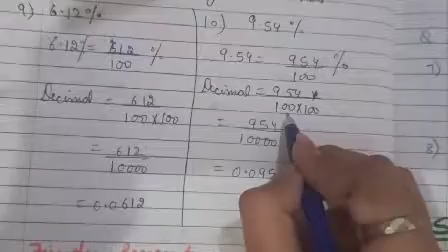 9) 6.12%
6.12% = 612/100 %
Decimal = 612/100×100
= 612/10000
= 0.0612
10) 9.54%
9.54 = 954/100 %
Decimal = 954/100×100
= 954/10000
= 0.095
Q
7)
8)